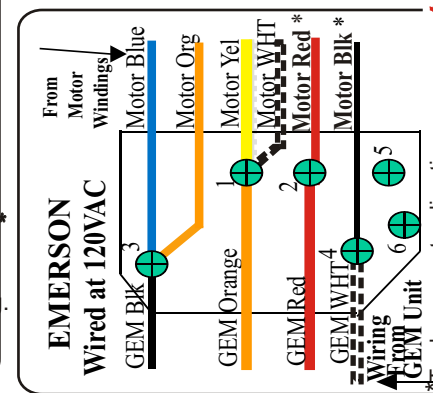 EMERSON
Wired at 120VAC
From
Motor
Windings
Motor Blue
Motor Org
Motor Yel
Motor WHT
Motor Red *
Motor Blk *
3
1
2
4
5
6
GEM Blk
GEM Orange
GEM Red
GEM WHT
Wiring
From
GEM Unit
*